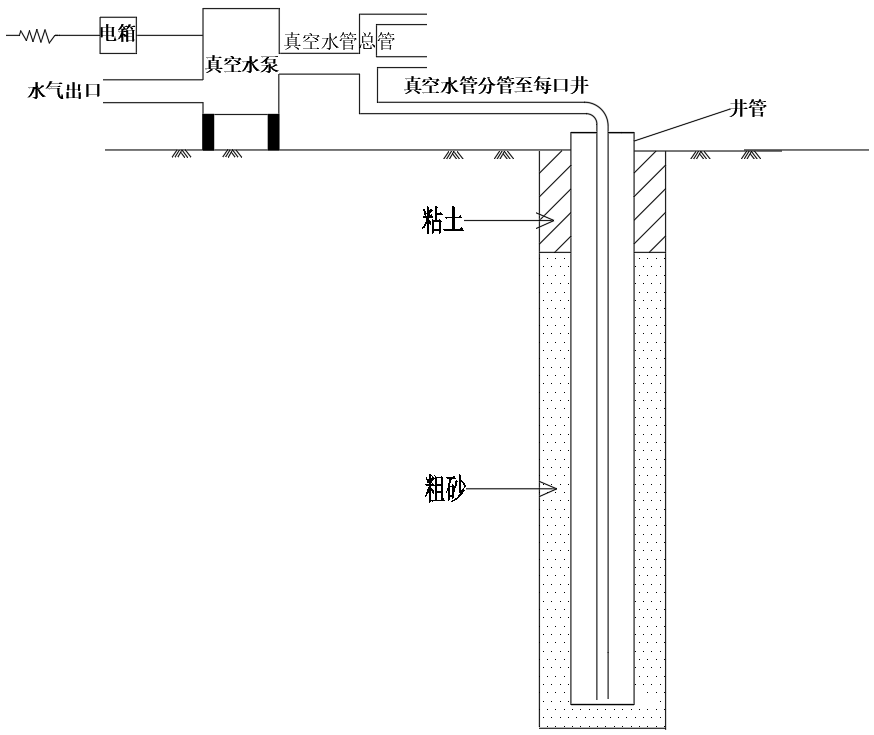 电箱
真空水管总管
真空水泵
水气出口
真空水管分管至每口井
井管
粘土
粗砂